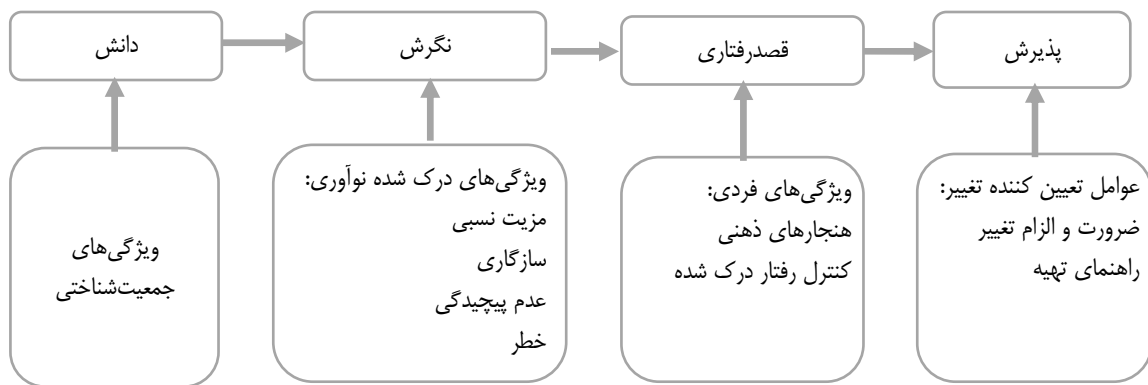 دانش
نگرش
قصدرفتاری
پذیرش
ویژگی‌های
جمعیت‌شناختی
ویژگی‌های درک شده نوآوری:
مزیت نسبی
سازگاری
عدم پیچیدگی
خطر
ویژگی‌های فردی:
هنجارهای ذهنی
کنترل رفتار درک شده
عوامل تعیین کننده تغییر:
ضرورت و الزام تغییر
راهنمای تهیه